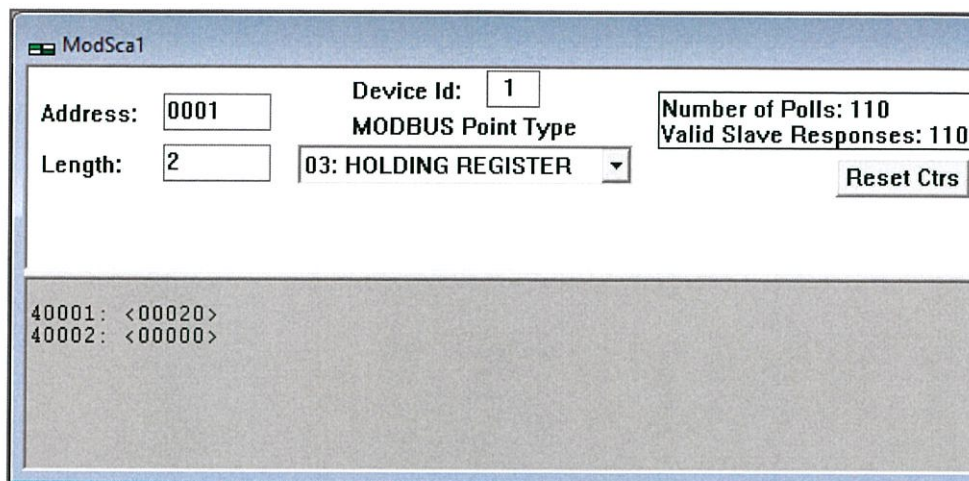 ModSca1
Address: 0001
Length: 2
Device Id: 1
MODBUS Point Type
03: HOLDING REGISTER
Number of Polls: 110
Valid Slave Responses: 110
Reset Ctrs
40001: <00020>
40002: <00000>